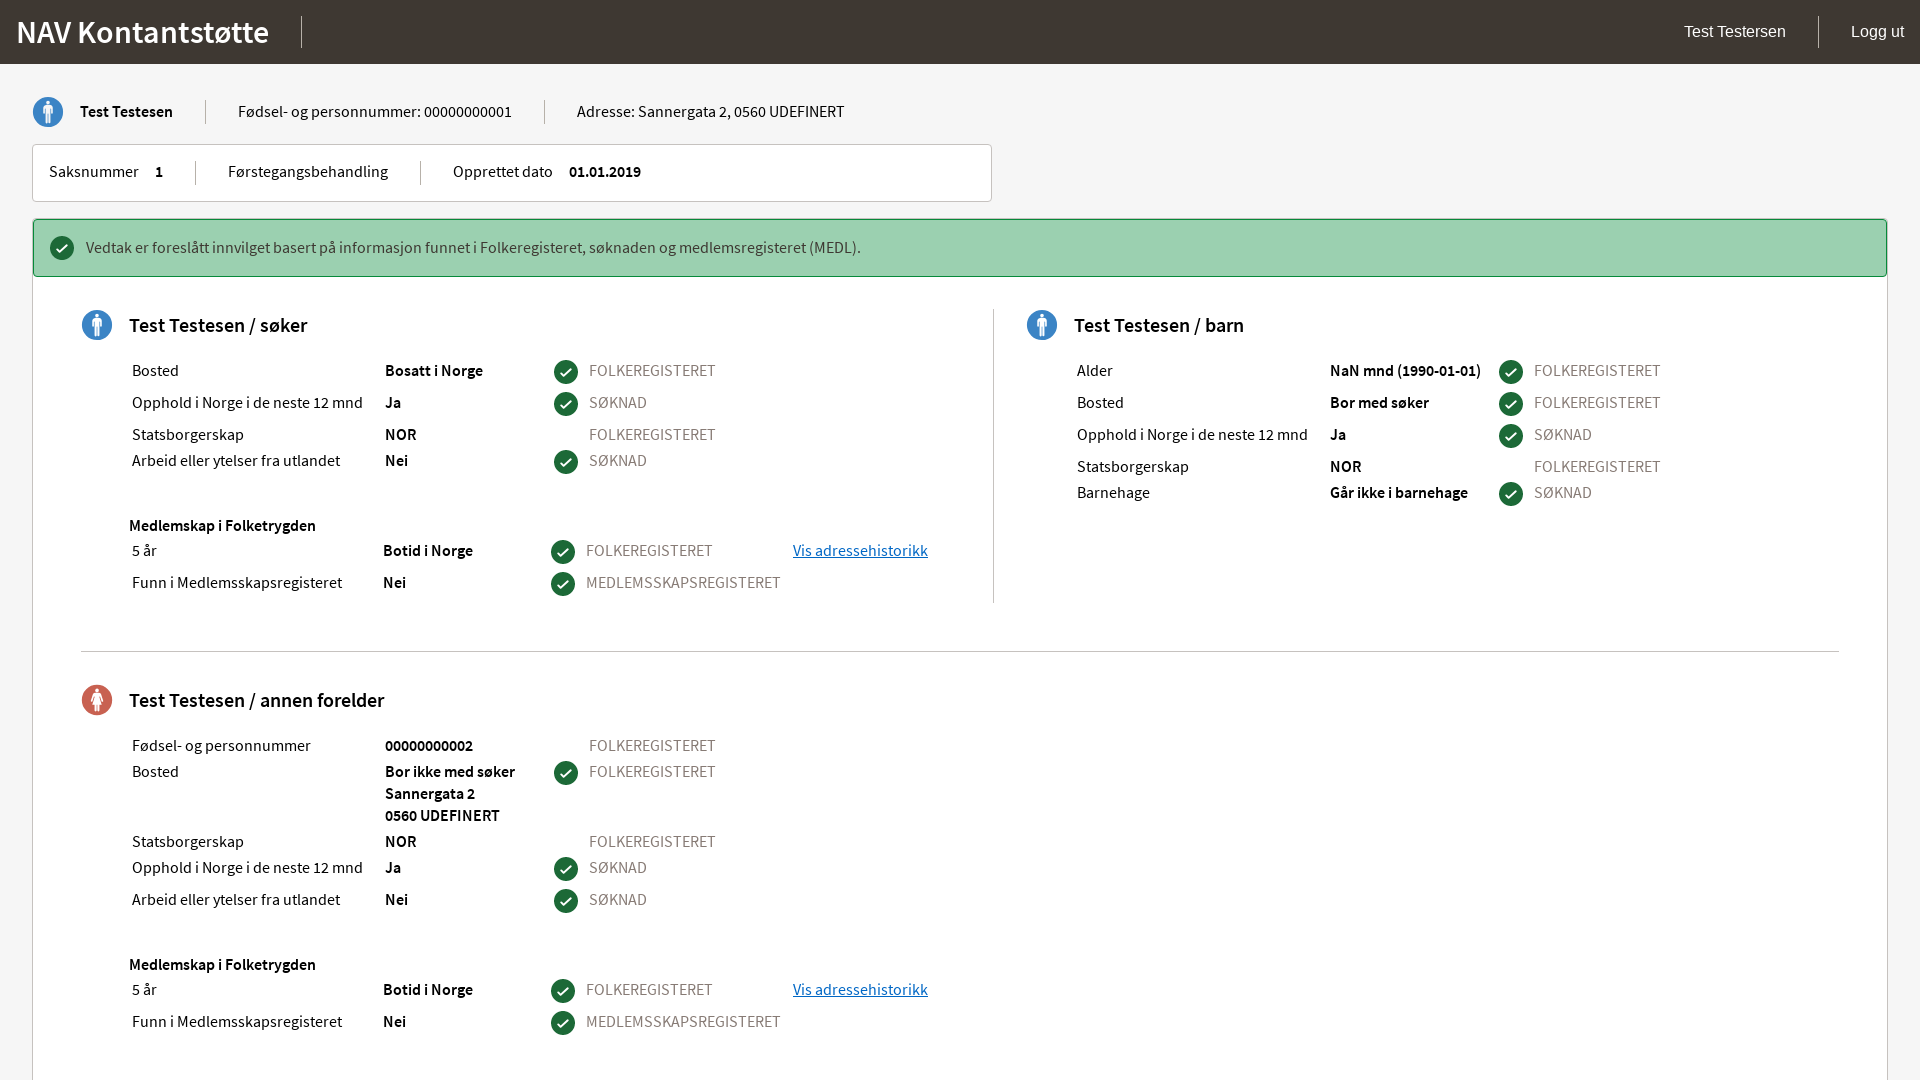 NAV Kontantstøtte
Test Testersen
Logg ut
Test Testesen
Fødsel- og personnummer: 00000000001
Adresse: Sannergata 2, 0560 UDEFINERT
Saksnummer 1
Førstegangsbehandling
Opprettet dato 01.01.2019
Vedtak er foreslått innvilget basert på informasjon funnet i Folkeregisteret, søknaden og medlemsregisteret (MEDL).
Test Testesen / søker
Bosted Bosatt i Norge FOLKEREGISTERET
Opphold i Norge i de neste 12 mnd Ja SØKNAD
Statsborgerskap NOR FOLKEREGISTERET
Arbeid eller ytelser fra utlandet Nei SØKNAD
Medlemskap i Folketrygden
5 år Botid i Norge FOLKEREGISTERET Vis adressehistorikk
Funn i Medlemsskapsregisteret Nei MEDLEMSSKAPSREGISTERET
Test Testesen / barn
Alder NaN mnd (1990-01-01) FOLKEREGISTERET
Bosted Bor med søker FOLKEREGISTERET
Opphold i Norge i de neste 12 mnd Ja SØKNAD
Statsborgerskap NOR FOLKEREGISTERET
Barnehage Går ikke i barnehage SØKNAD
Test Testesen / annen forelder
Fødsel- og personnummer 00000000002 FOLKEREGISTERET
Bosted Bor ikke med søker FOLKEREGISTERET
Sannergata 2
0560 UDEFINERT
Statsborgerskap NOR FOLKEREGISTERET
Opphold i Norge i de neste 12 mnd Ja SØKNAD
Arbeid eller ytelser fra utlandet Nei SØKNAD
Medlemskap i Folketrygden
5 år Botid i Norge FOLKEREGISTERET Vis adressehistorikk
Funn i Medlemsskapsregisteret Nei MEDLEMSSKAPSREGISTERET